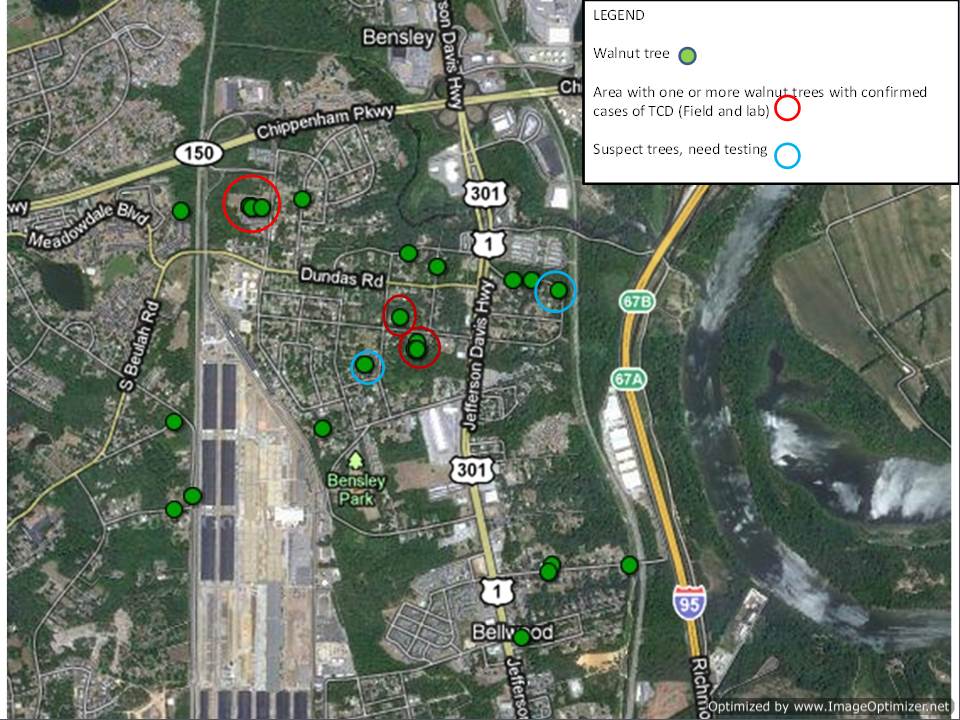 LEGEND
Walnut tree
Area with one or more walnut trees with confirmed
cases of TCD (Field and lab)
Suspect trees, need testing
Bensley
son Davis Hwy
Ch
Chippenham Pkwy
150
wy
Meadowdale Blvd
301
1
Dundas Rd
67B
S Beulah Rd
Jefferson Davis Hwy
67A
301
Bensley
Park
1
95
Bellwood
Jefferso
Richmo
Optimized by www.ImageOptimizer.net